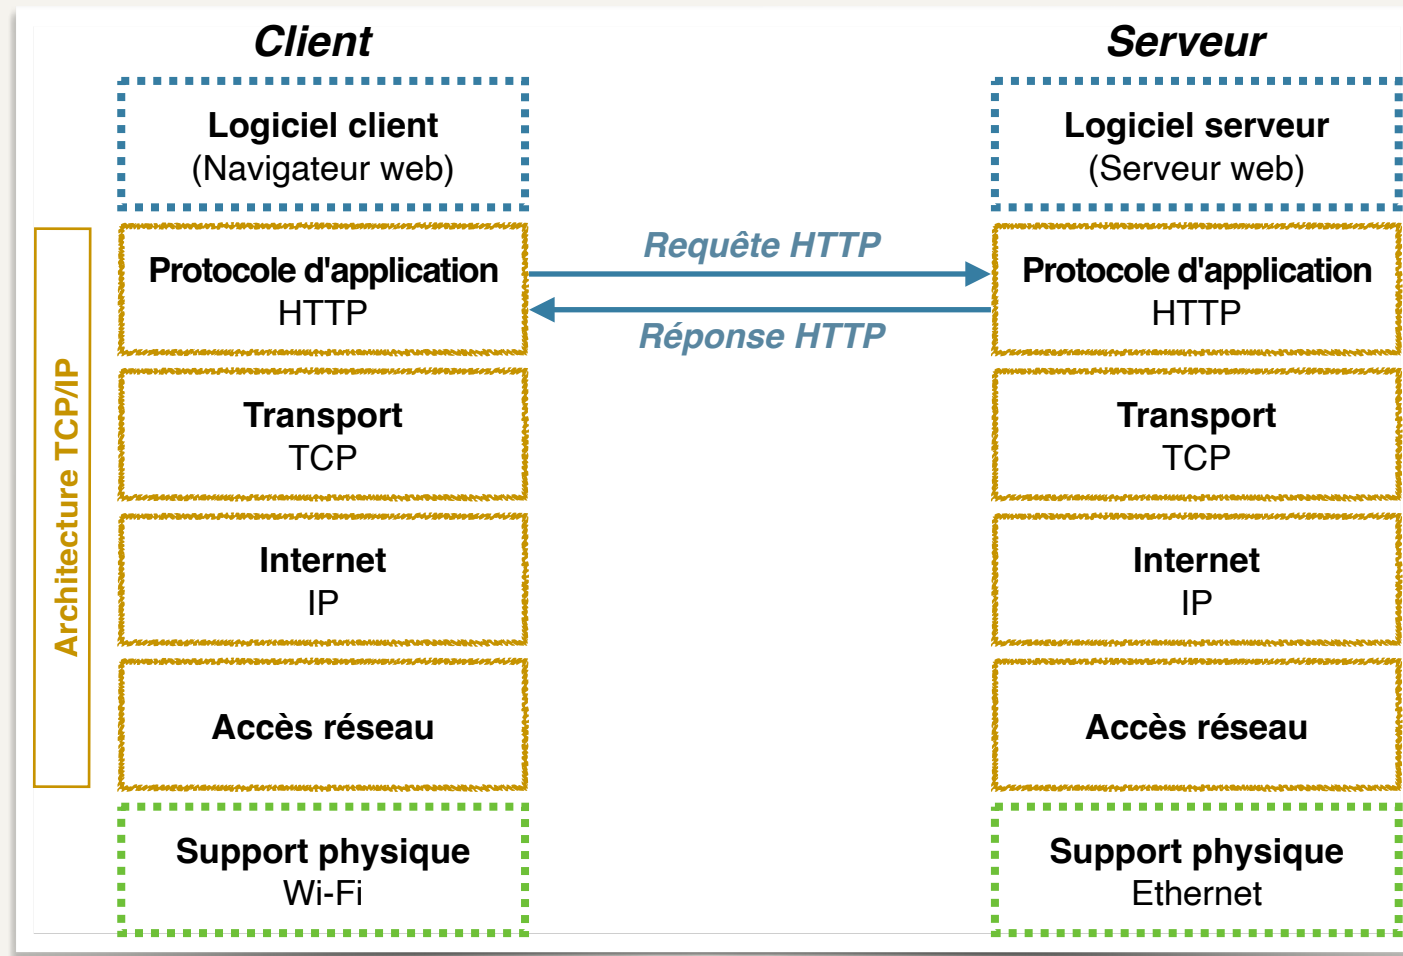 Client
Serveur
Logiciel client
(Navigateur web)
Logiciel serveur
(Serveur web)
Architecture TCP/IP
Protocole d'application
HTTP
Requête HTTP
Réponse HTTP
Protocole d'application
HTTP
Transport
TCP
Transport
TCP
Internet
IP
Internet
IP
Accès réseau
Accès réseau
Support physique
Wi-Fi
Support physique
Ethernet